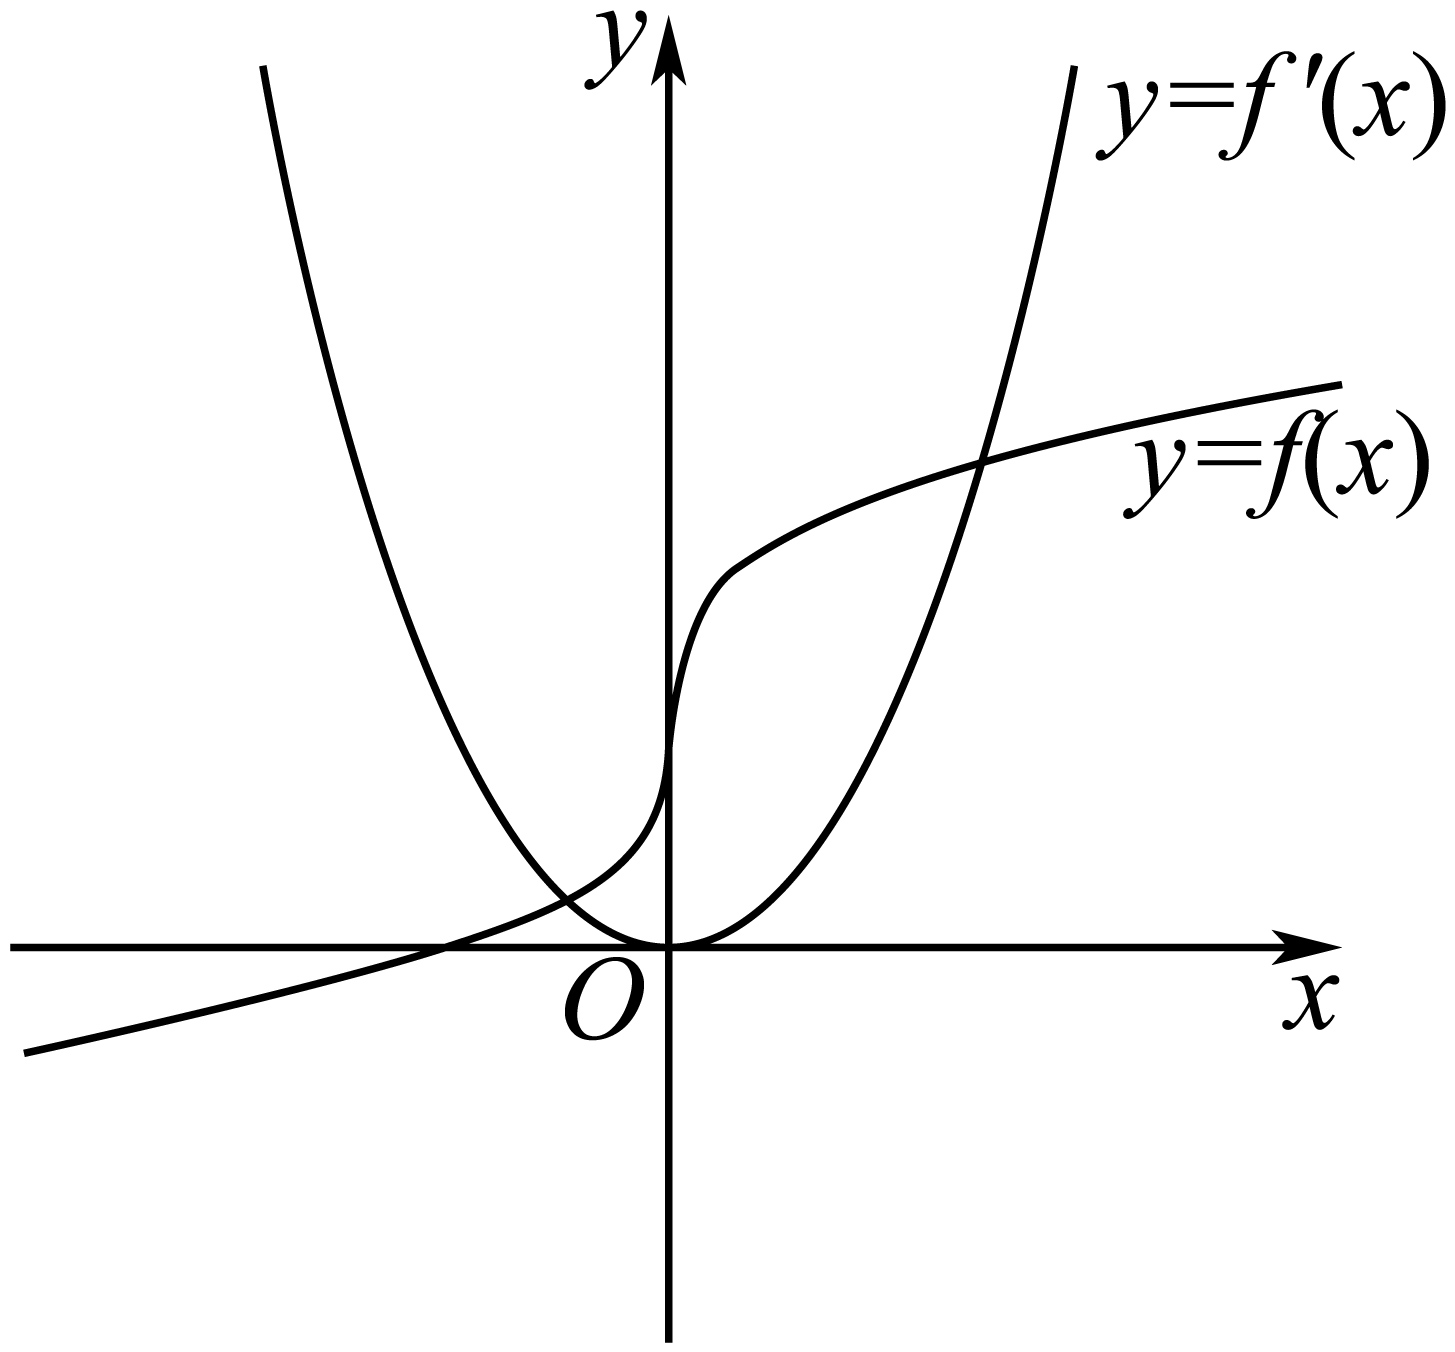 y
y=f′(x)
y=f(x)
O
x